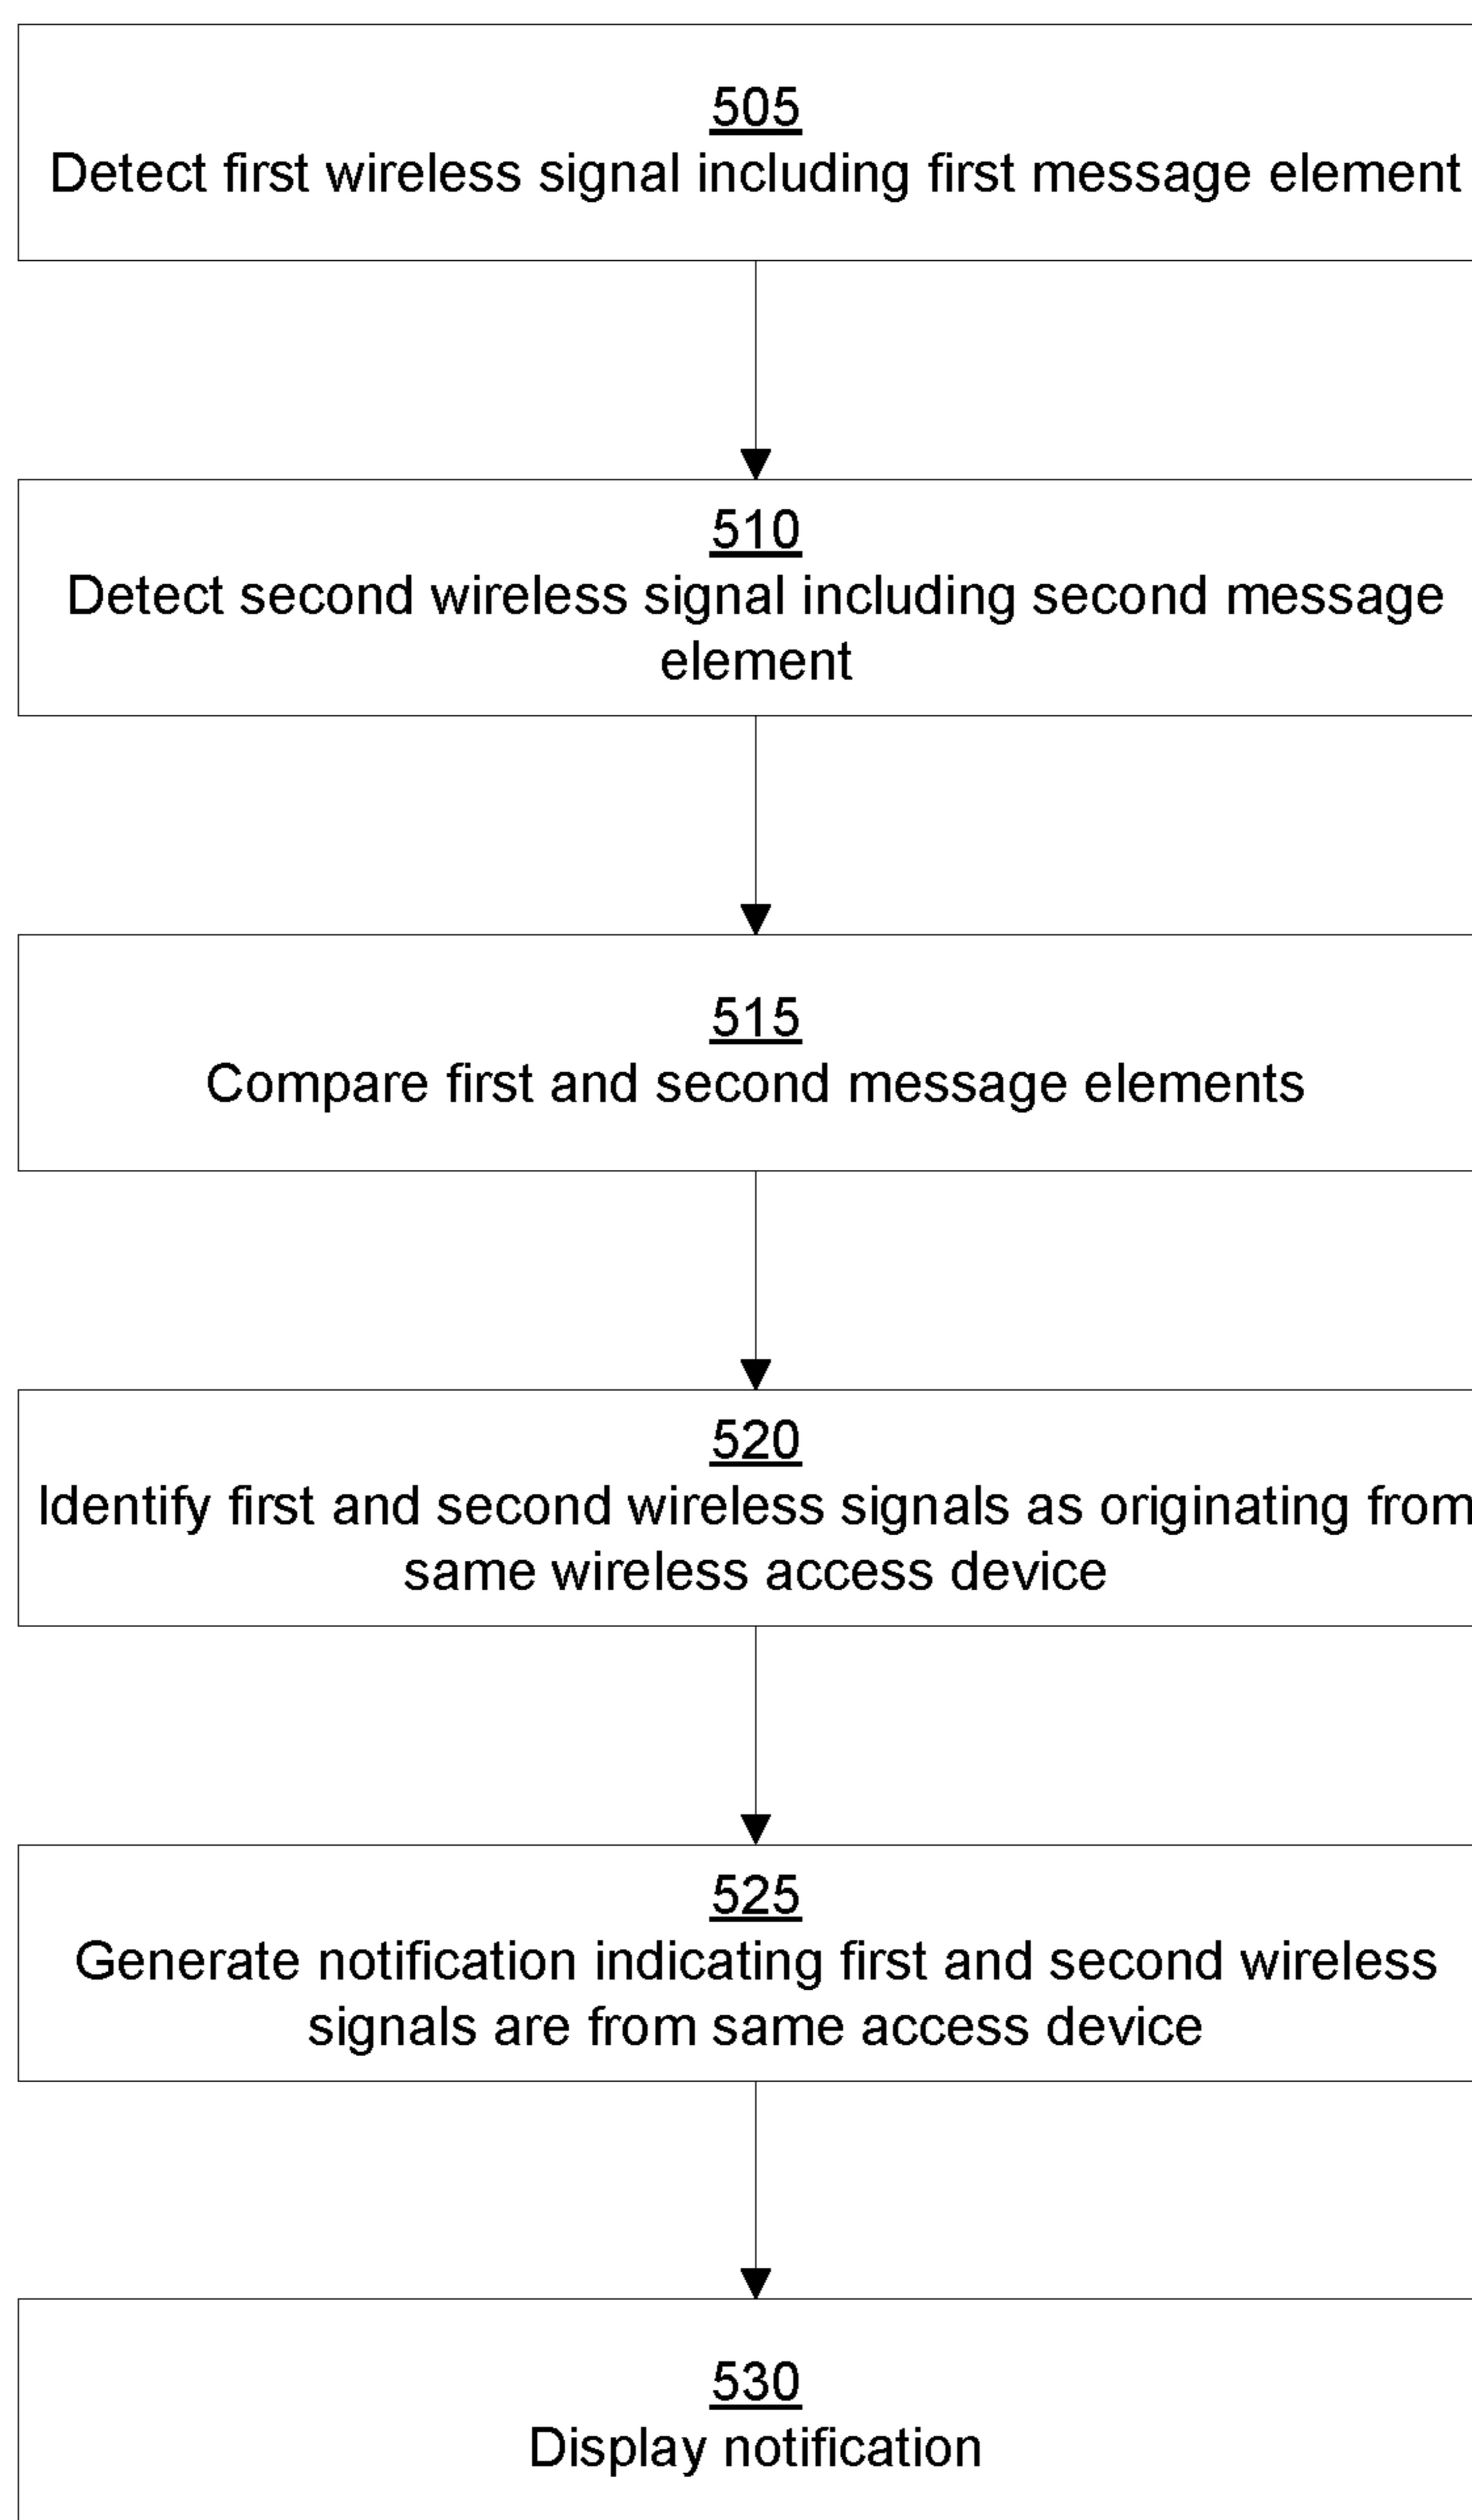 505
Detect first wireless signal including first message element
510
Detect second wireless signal including second message
element
515
Compare first and second message elements
520
Identify first and second wireless signals as originating from
same wireless access device
525
Generate notification indicating first and second wireless
signals are from same access device
530
Display notification